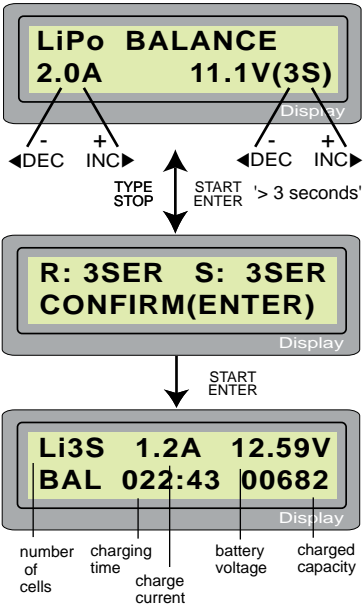 LiPo BALANCE
2.0A 11.1V(3S)
Display
- + - +
◀DEC INC▶ ◀DEC INC▶
TYPE STOP START ENTER '> 3 seconds'
R: 3SER S: 3SER
CONFIRM(ENTER)
Display
START
ENTER
Li3S 1.2A 12.59V
BAL 022:43 00682
Display
number of cells
charging time
charge current
battery voltage
charged capacity